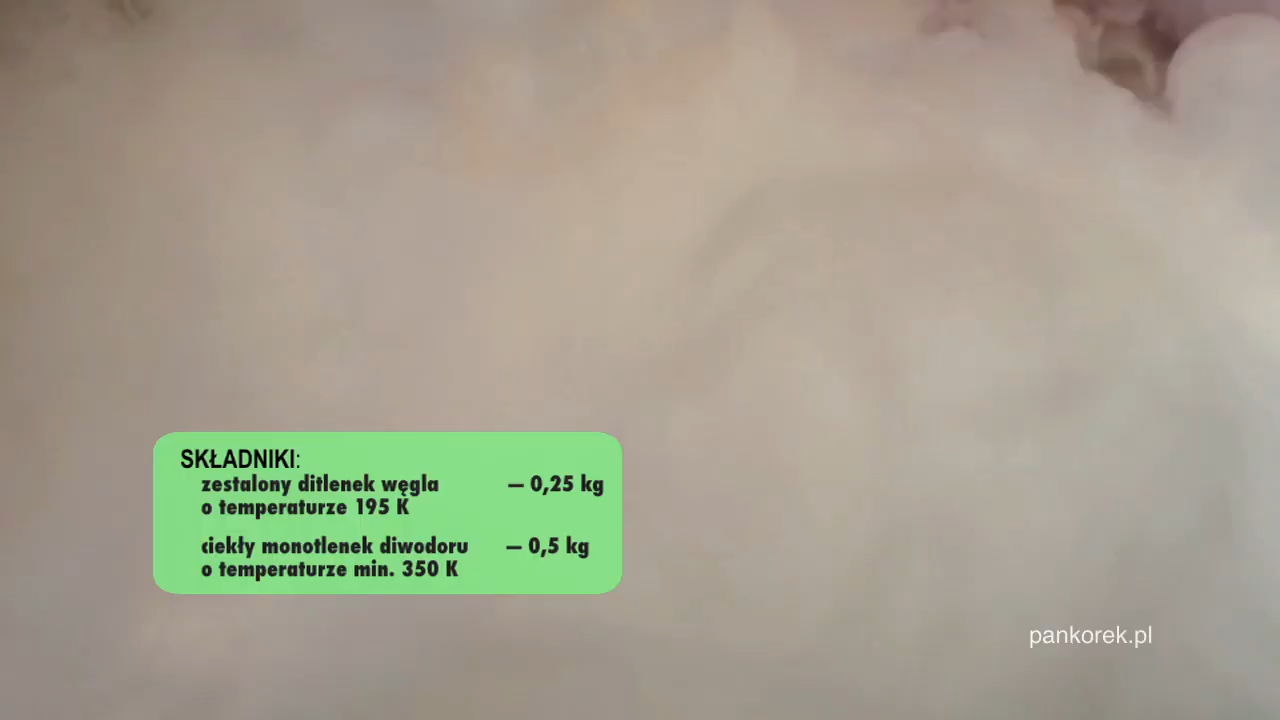 SKŁADNIKI:
zestalony ditlenek węgla — 0,25 kg
o temperaturze 195 K
ciekły monotlenek diwodoru — 0,5 kg
o temperaturze min. 350 K
pankorek.pl